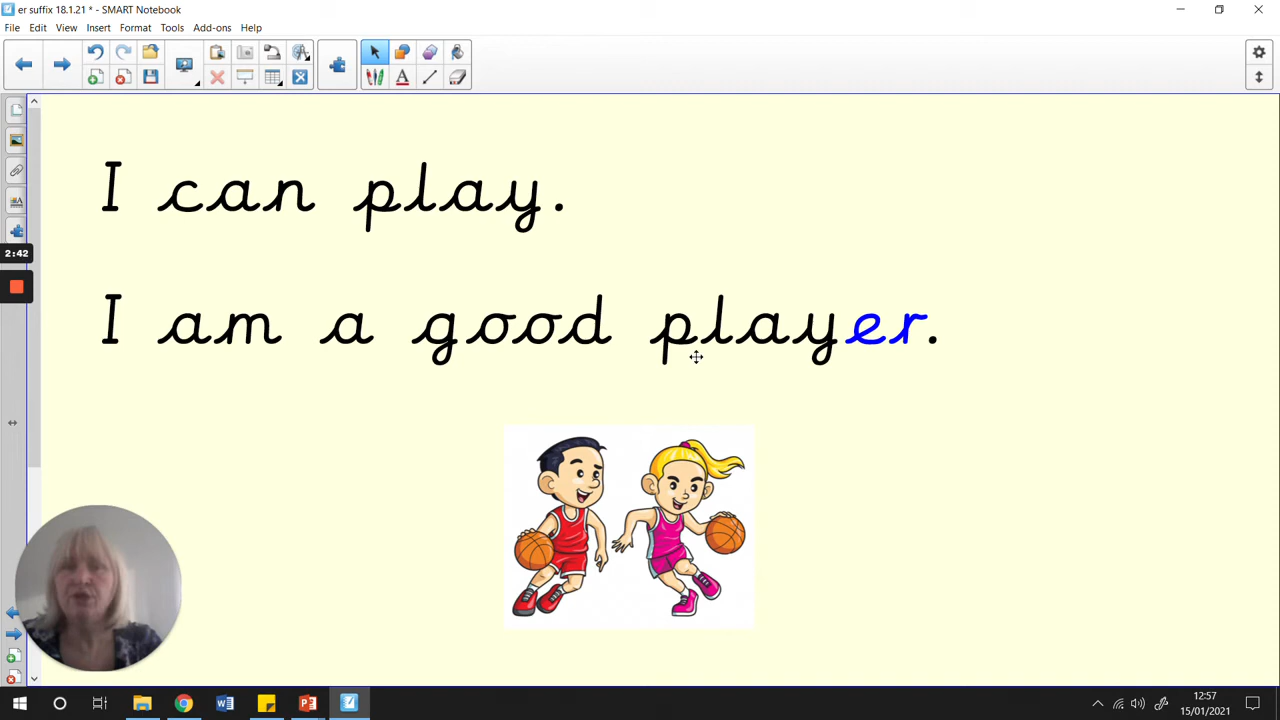 er suffix 18.1.21 * - SMART Notebook
File Edit View Insert Format Tools Add-ons Help
I can play.
2:42
I am a good player.
12:57
15/01/2021